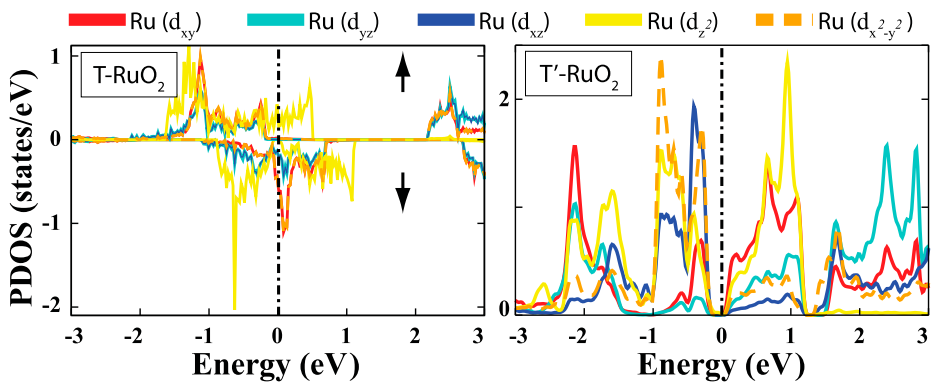 Ru (dxy) Ru (dyz) Ru (dxz) Ru (dz²) Ru (dx²-y²)
T-RuO₂
T′-RuO₂
PDOS (states/eV)
1
0
-1
-2
2
0
-3 -2 -1 0 1 2 3
-3 -2 -1 0 1 2 3
Energy (eV)
Energy (eV)